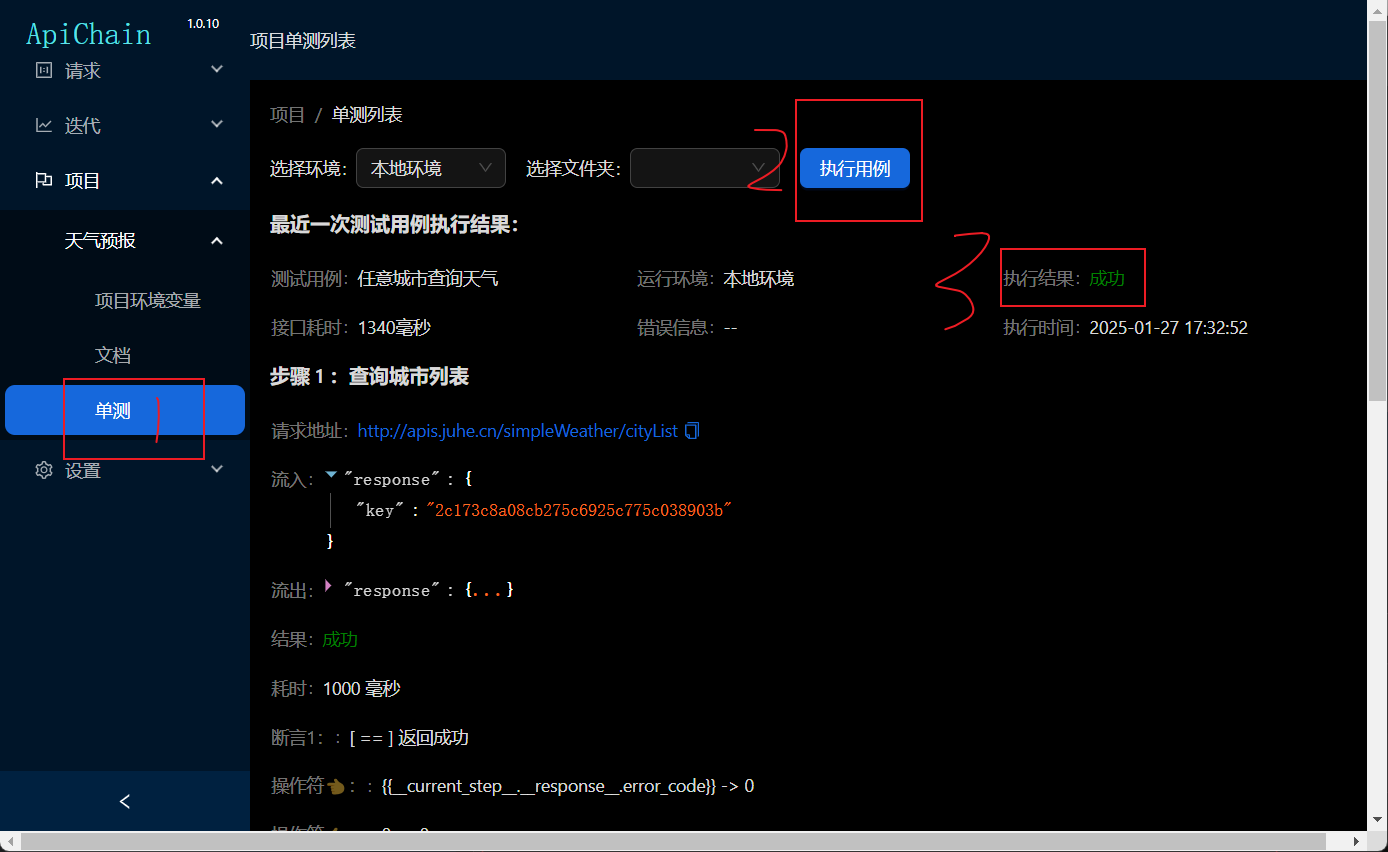 ApiChain 1.0.10
请求
迭代
项目
天气预报
项目环境变量
文档
单测
设置
项目单测列表
项目 / 单测列表
选择环境: 本地环境 选择文件夹: 执行用例
最近一次测试用例执行结果:
测试用例: 任意城市查询天气 运行环境: 本地环境 执行结果: 成功
接口耗时: 1340毫秒 错误信息: -- 执行时间: 2025-01-27 17:32:52
步骤 1 : 查询城市列表
请求地址: http://apis.juhe.cn/simpleWeather/cityList
流入: "response" : {
"key" : "2c173c8a08cb275c6925c775c038903b"
}
流出: "response" : {...}
结果: 成功
耗时: 1000 毫秒
断言1: : [ == ] 返回成功
操作符👈: : {{__current_step__.__response__.error_code}} -> 0
1
2
3